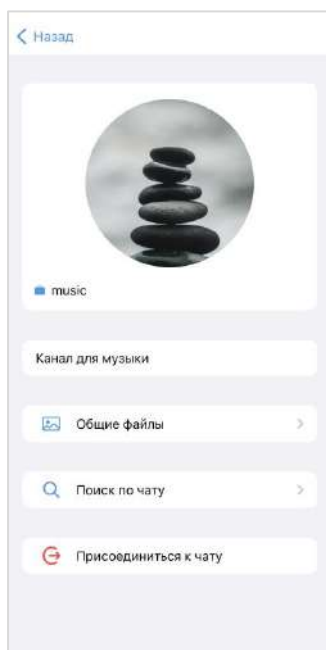 Назад
music
Канал для музыки
Общие файлы
Поиск по чату
Присоединиться к чату